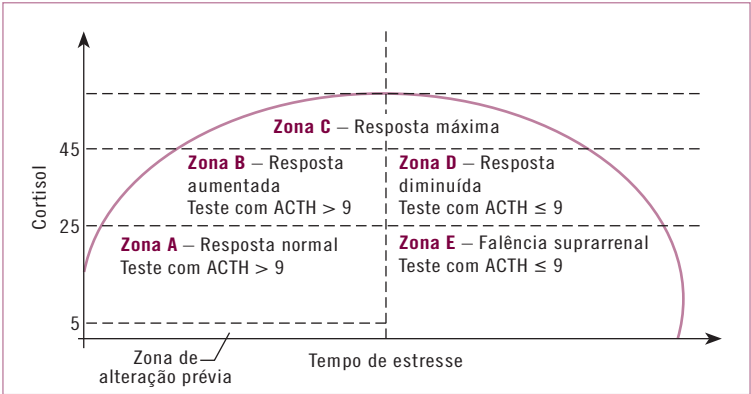 Cortisol
45
25
5
Zona C – Resposta máxima
Zona B – Resposta
aumentada
Teste com ACTH > 9
Zona D – Resposta
diminuída
Teste com ACTH ≤ 9
Zona A – Resposta normal
Teste com ACTH > 9
Zona E – Falência suprarrenal
Teste com ACTH ≤ 9
Zona de
alteração prévia
Tempo de estresse